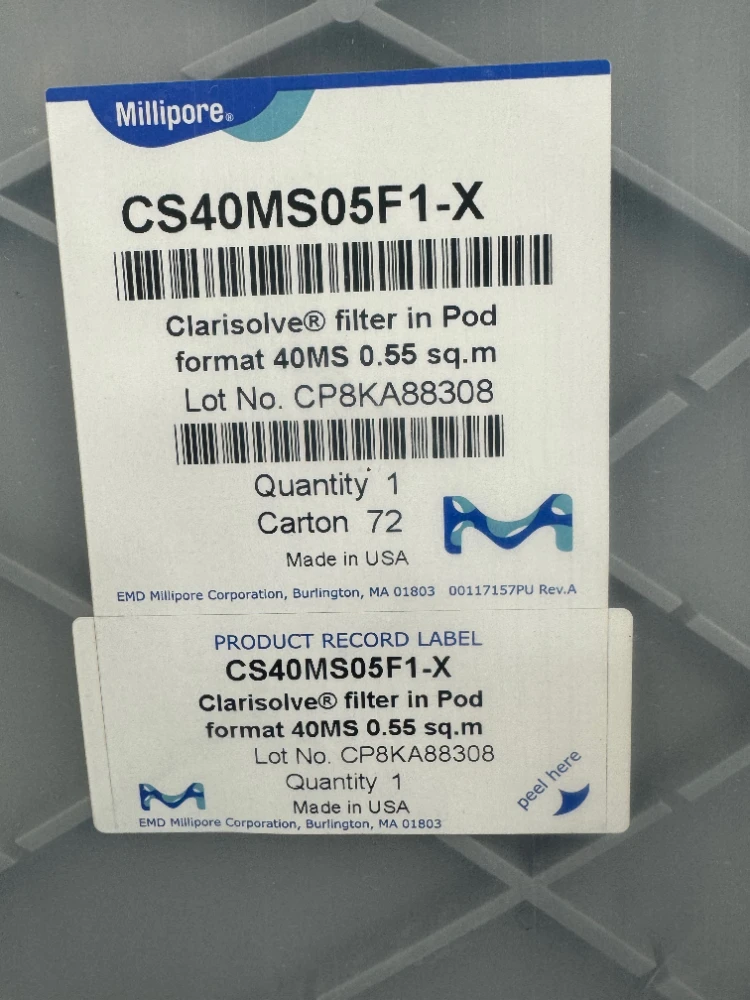 Millipore®
CS40MS05F1-X
Clarisolve® filter in Pod
format 40MS 0.55 sq.m
Lot No. CP8KA88308
Quantity 1
Carton 72
Made in USA
EMD Millipore Corporation, Burlington, MA 01803 00117157PU Rev.A
PRODUCT RECORD LABEL
CS40MS05F1-X
Clarisolve® filter in Pod
format 40MS 0.55 sq.m
Lot No. CP8KA88308
Quantity 1
Made in USA
EMD Millipore Corporation, Burlington, MA 01803
peel here